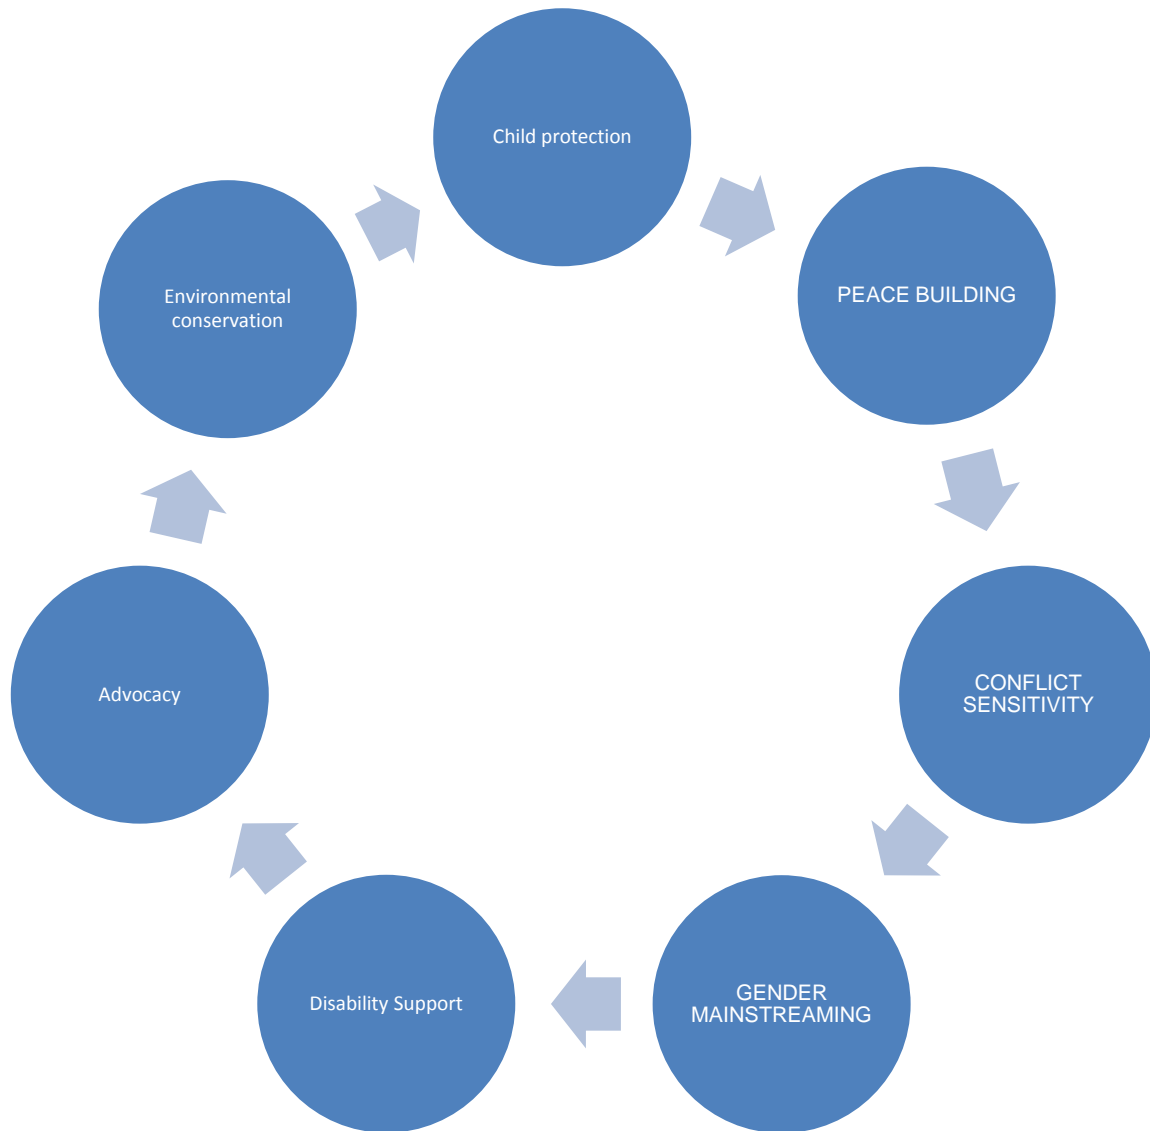 Child protection
PEACE BUILDING
CONFLICT
SENSITIVITY
GENDER
MAINSTREAMING
Disability Support
Advocacy
Environmental
conservation